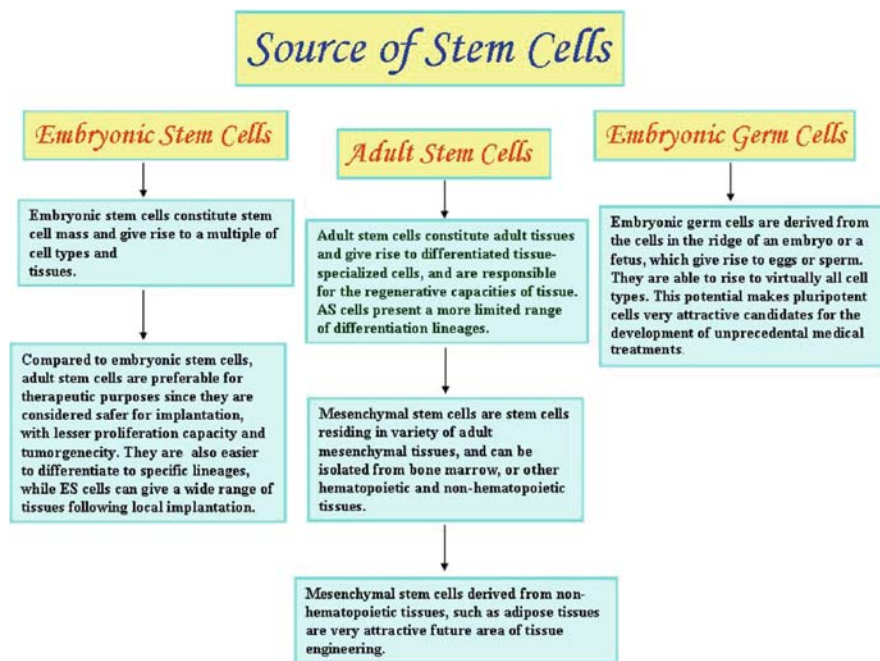 Source of Stem Cells
Embryonic Stem Cells
Embryonic stem cells constitute stem
cell mass and give rise to a multiple of
cell types and
tissues.
Compared to embryonic stem cells,
adult stem cells are preferable for
therapeutic purposes since they are
considered safer for implantation,
with lesser proliferation capacity and
tumorgenecity. They are also easier
to differentiate to specific lineages,
while ES cells can give a wide range of
tissues following local implantation.
Adult Stem Cells
Adult stem cells constitute adult tissues
and give rise to differentiated tissue-
specialized cells, and are responsible
for the regenerative capacities of tissue.
AS cells present a more limited range
of differentiation lineages.
Mesenchymal stem cells are stem cells
residing in variety of adult
mesenchymal tissues, and can be
isolated from bone marrow, or other
hematopoietic and non-hematopoietic
tissues.
Mesenchymal stem cells derived from non-
hematopoietic tissues, such as adipose tissues
are very attractive future area of tissue
engineering.
Embryonic Germ Cells
Embryonic germ cells are derived from
the cells in the ridge of an embryo or a
fetus, which give rise to eggs or sperm.
They are able to rise to virtually all cell
types. This potential makes pluripotent
cells very attractive candidates for the
development of unprecedental medical
treatments.